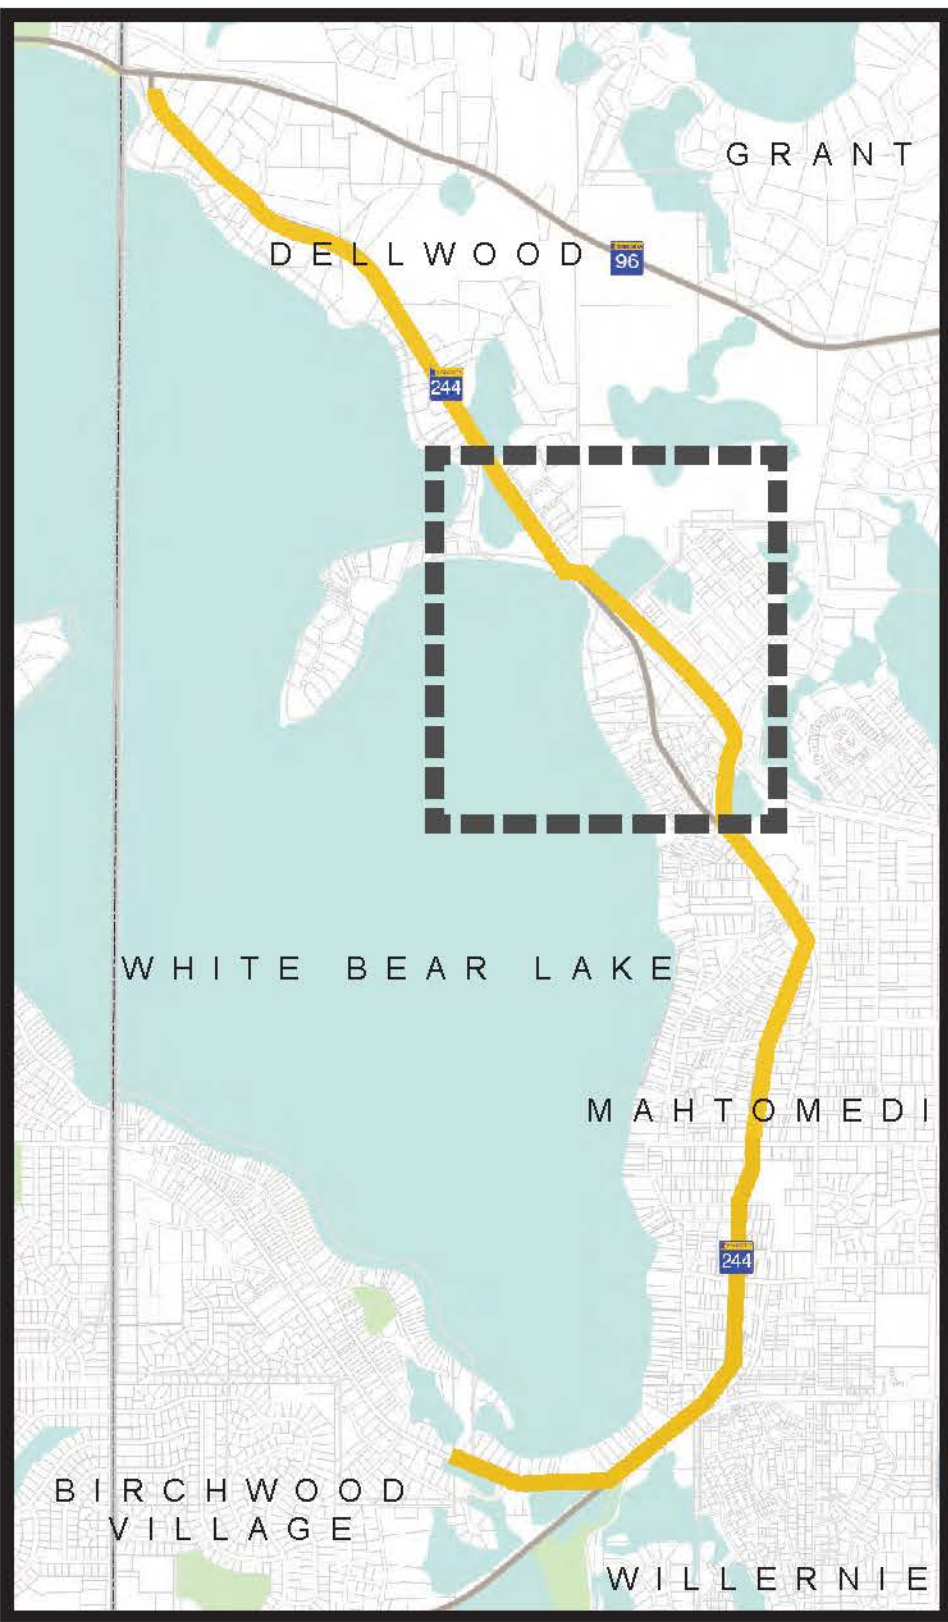 GRANT
DELLWOOD
96
244
WHITE BEAR LAKE
MAHTOMEDI
244
BIRCHWOOD
VILLAGE
WILLERNIE